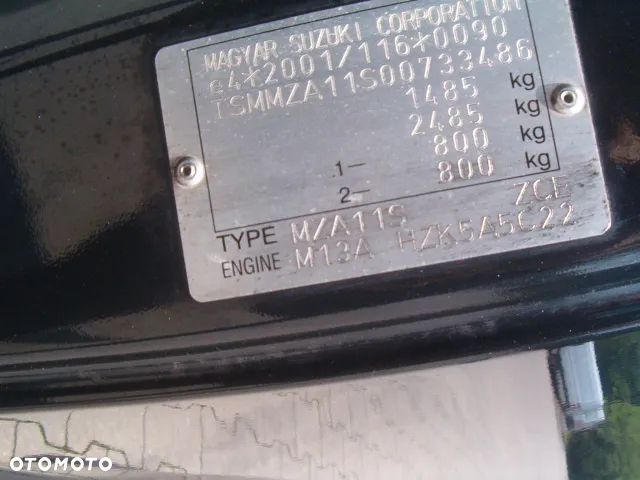 MAGYAR SUZUKI CORPORATION
e4*2001/116*0090
TSMMZA11S00733486
1485 kg
2485 kg
1– 800 kg
2– 800 kg
ZCE
TYPE MZA11S
ENGINE M13A HZK5A5C22
OTOMOTO